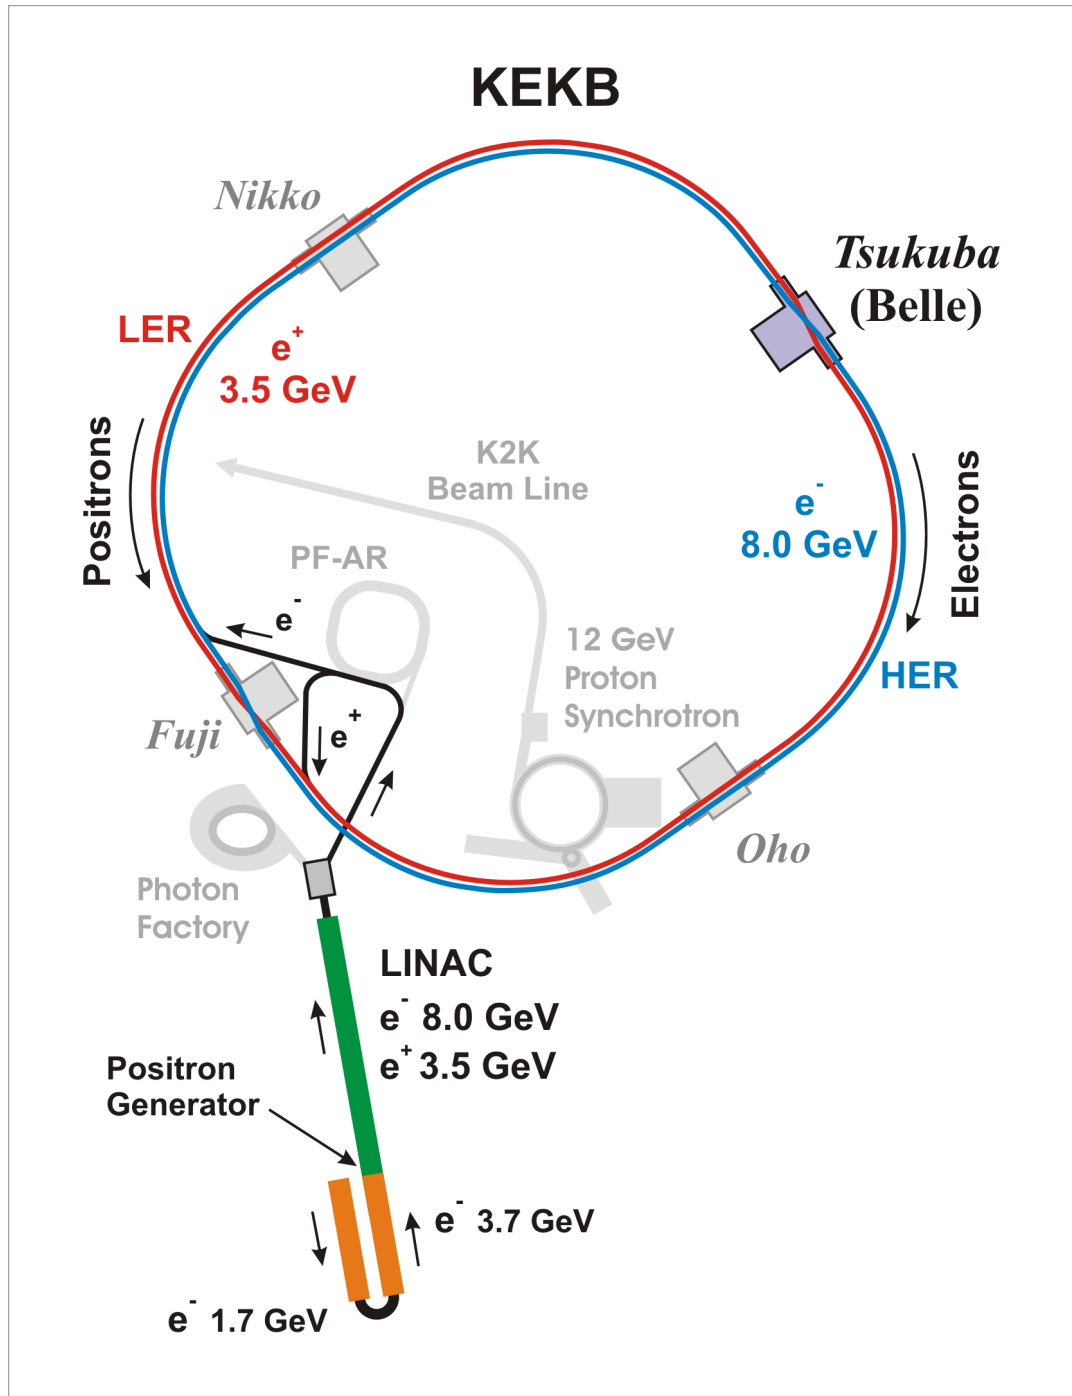 KEKB
Nikko
Tsukuba
(Belle)
LER
e+
3.5 GeV
Positrons
K2K
Beam Line
e-
8.0 GeV
Electrons
PF-AR
e-
12 GeV
Proton
Synchrotron
HER
Fuji
e+
Oho
Photon
Factory
LINAC
e- 8.0 GeV
e+ 3.5 GeV
Positron
Generator
e- 3.7 GeV
e- 1.7 GeV